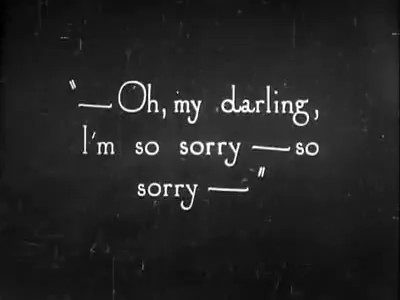 "—Oh, my darling,
I'm so sorry — so
sorry —"